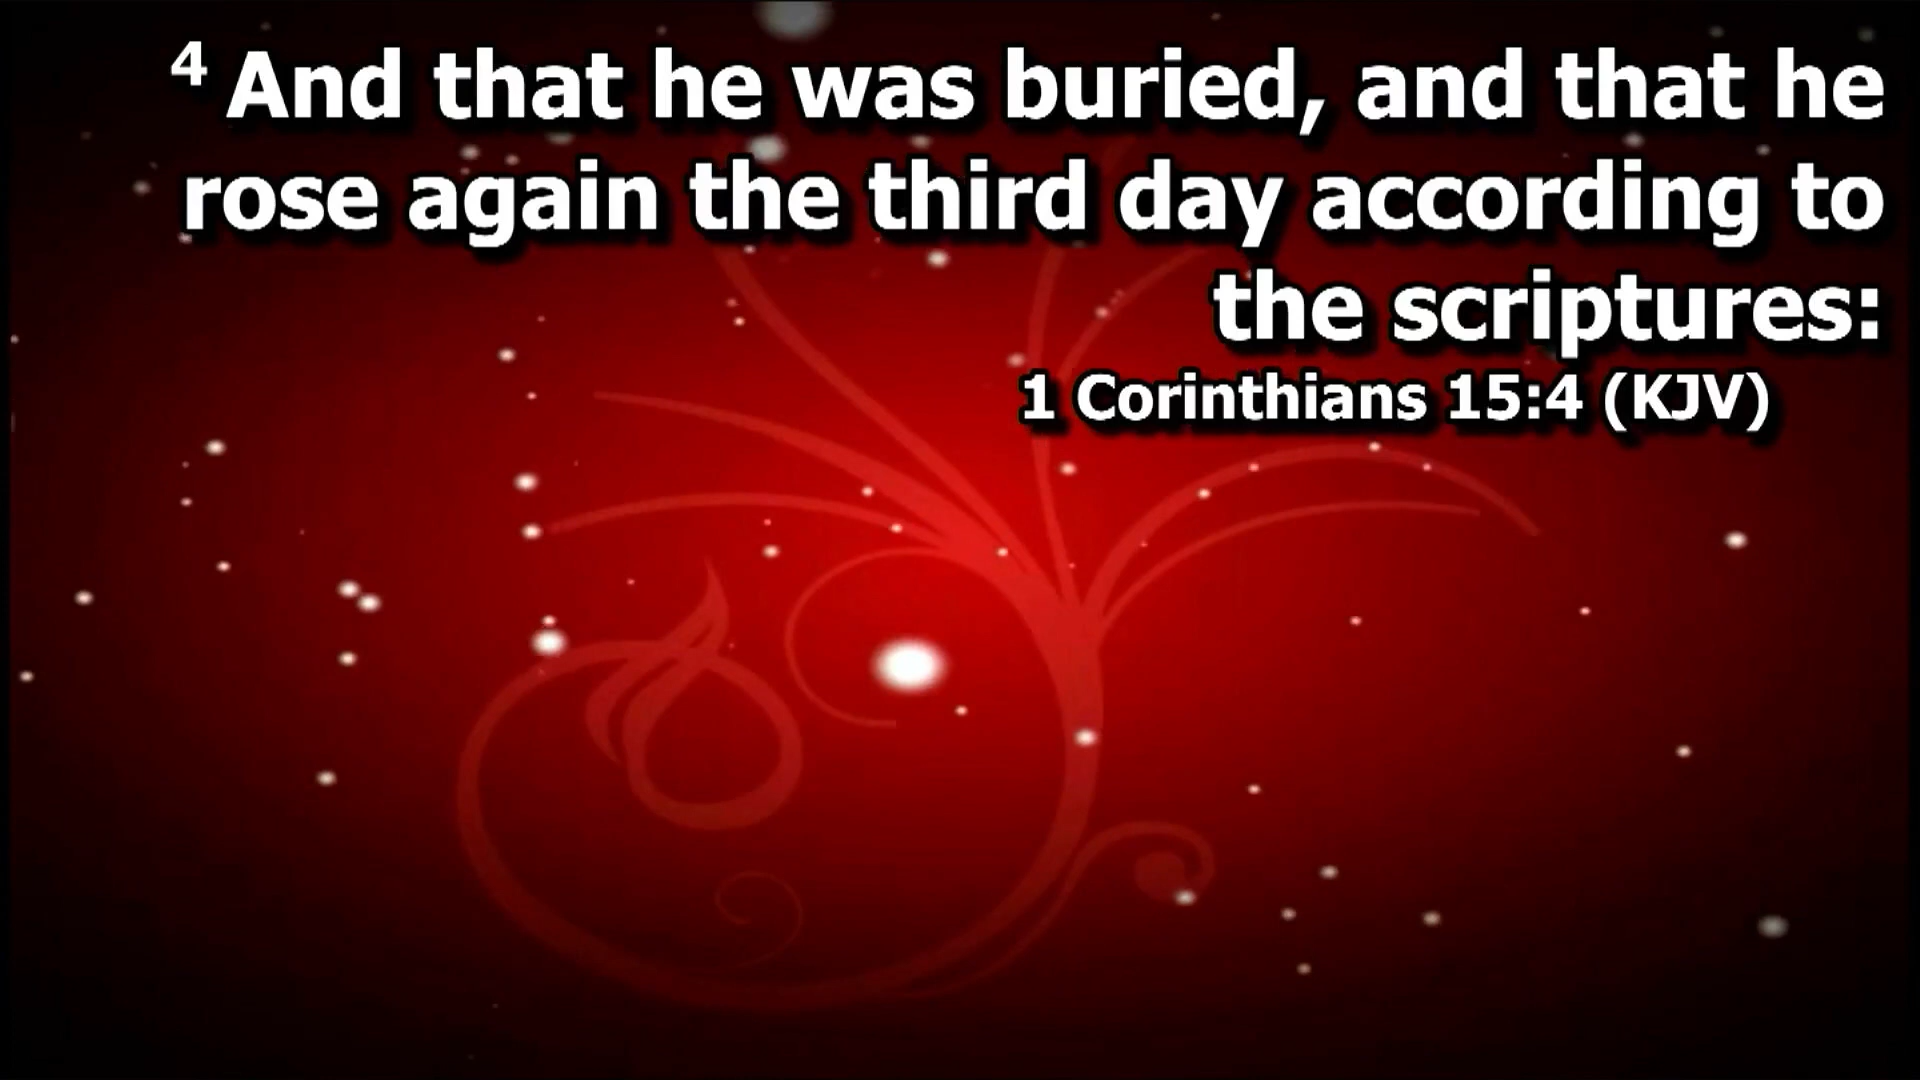 4 And that he was buried, and that he
rose again the third day according to
the scriptures:
1 Corinthians 15:4 (KJV)